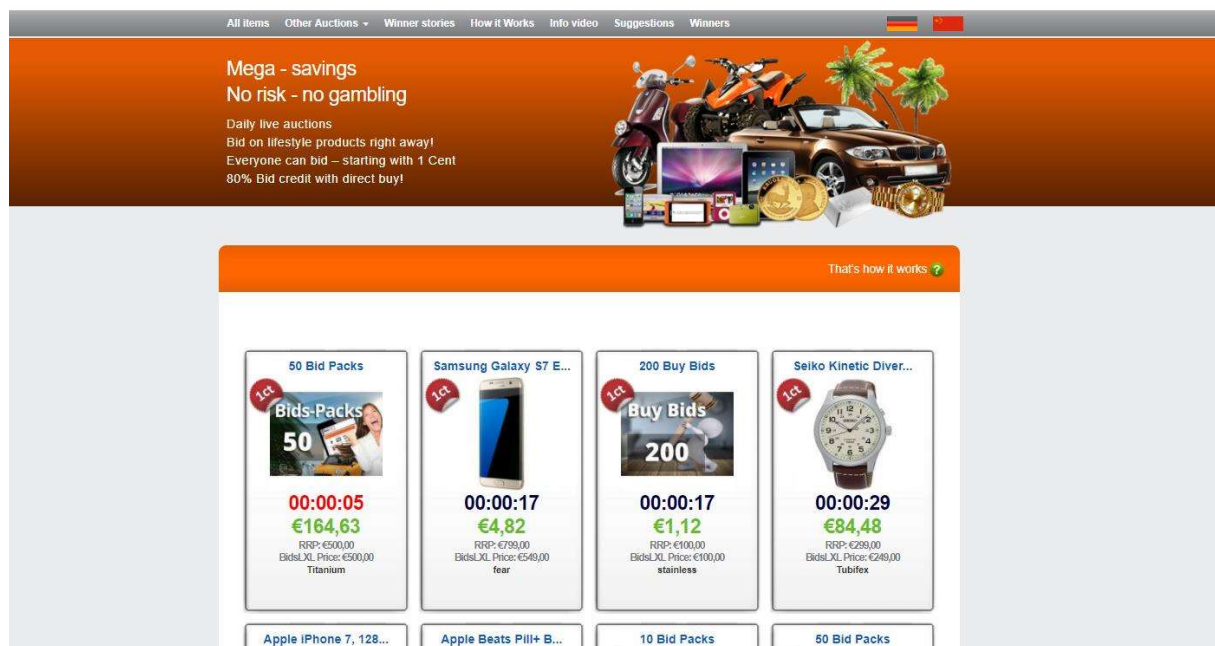 All items Other Auctions Winner stories How it Works Info video Suggestions Winners
Mega - savings
No risk - no gambling
Daily live auctions
Bid on lifestyle products right away!
Everyone can bid – starting with 1 Cent
80% Bid credit with direct buy!
That's how it works ?
50 Bid Packs
1ct
Bids-Packs
50
00:00:05
€164,63
RRP: €500,00
BidsLXL Price: €500,00
Titanium
Samsung Galaxy S7 E...
1ct
00:00:17
€4,82
RRP: €799,00
BidsLXL Price: €549,00
fear
200 Buy Bids
1ct
Buy Bids
200
00:00:17
€1,12
RRP: €100,00
BidsLXL Price: €100,00
stainless
Seiko Kinetic Diver...
1ct
00:00:29
€84,48
RRP: €299,00
BidsLXL Price: €249,00
Tubifex
Apple iPhone 7, 128...
Apple Beats Pill+ B...
10 Bid Packs
50 Bid Packs